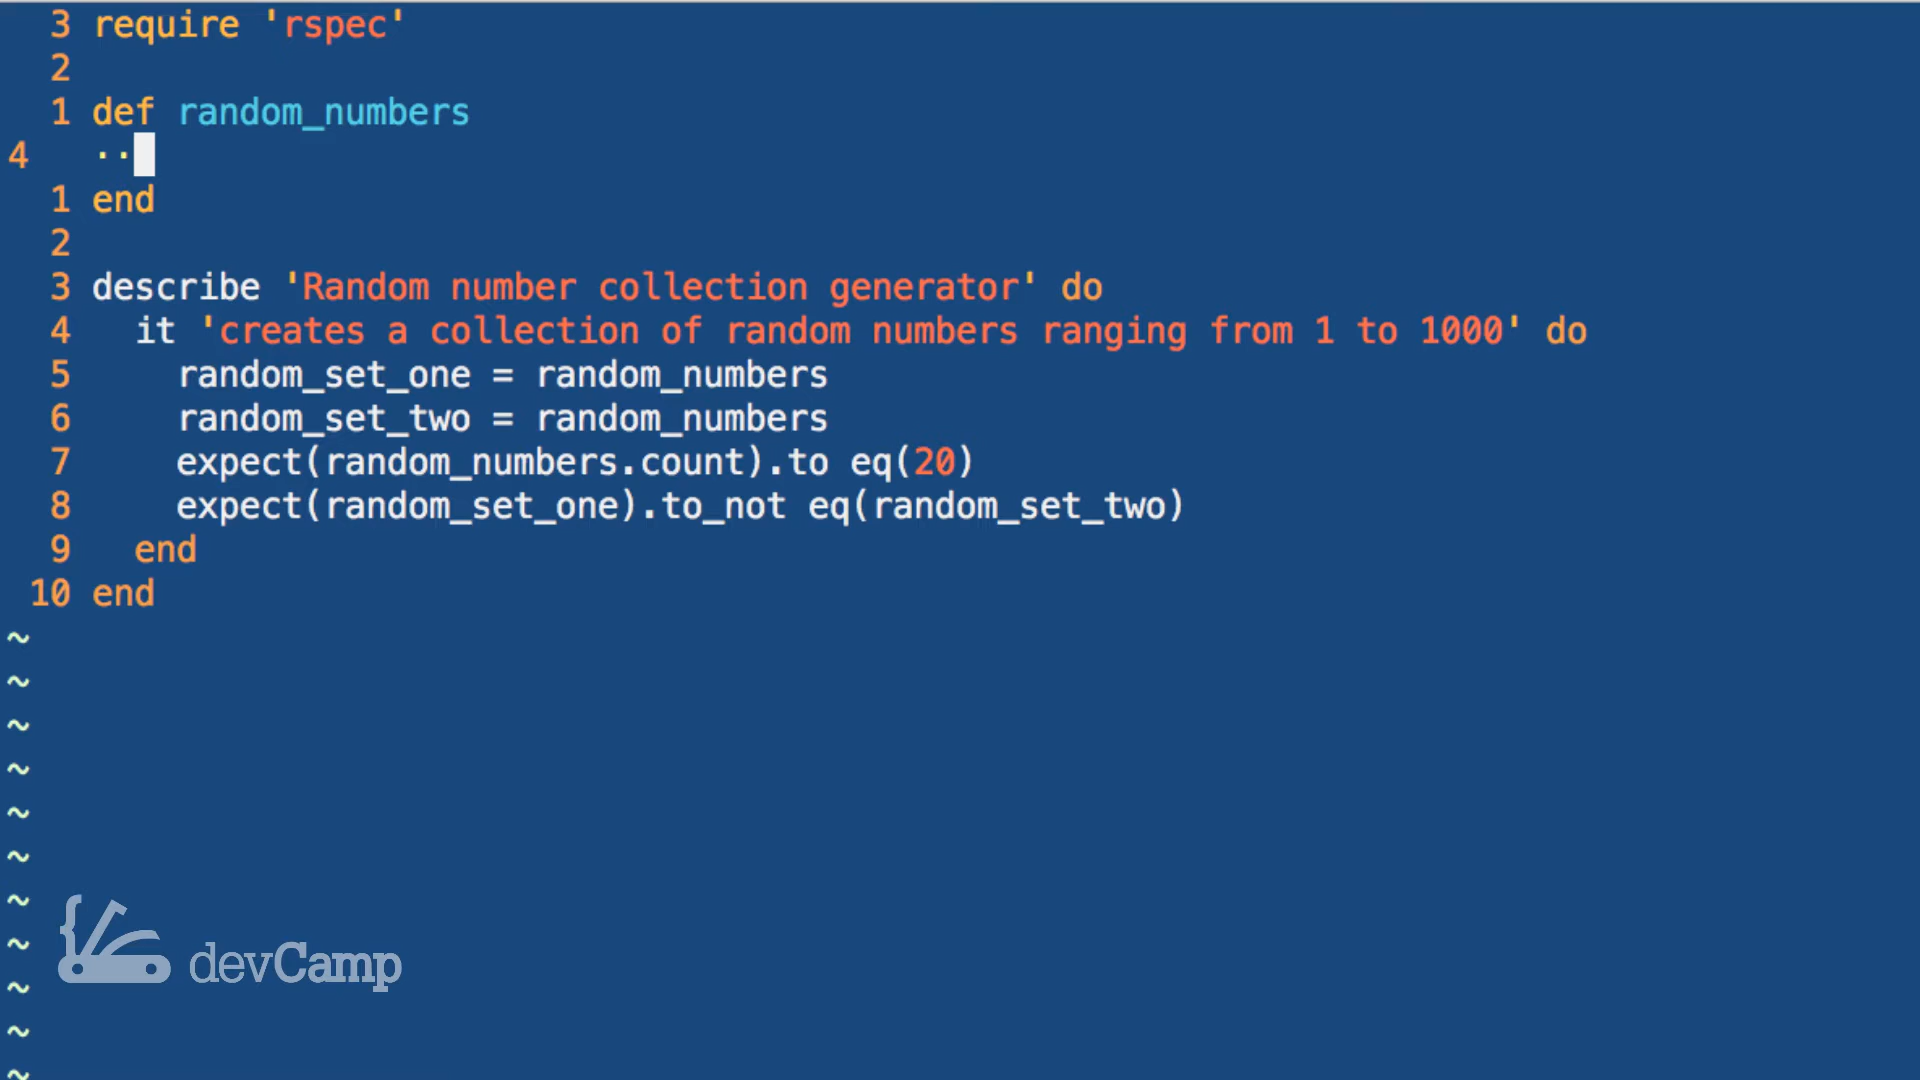 3 require 'rspec'
2
1 def random_numbers
4 ··
1 end
2
3 describe 'Random number collection generator' do
4 it 'creates a collection of random numbers ranging from 1 to 1000' do
5 random_set_one = random_numbers
6 random_set_two = random_numbers
7 expect(random_numbers.count).to eq(20)
8 expect(random_set_one).to_not eq(random_set_two)
9 end
10 end
~
~
~
~
~
~
~
~
~
~
~
devCamp